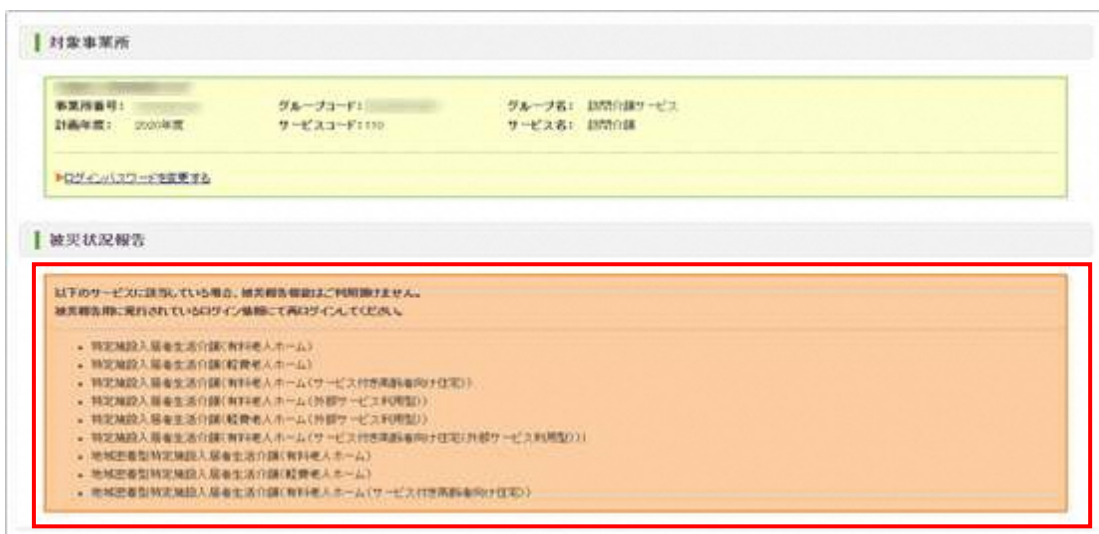 対象事業所
事業所番号: グループコード: グループ名: 訪問介護サービス
計画年度: 2020年度 サービスコード:110 サービス名: 訪問介護
▶ログインパスワードを変更する
被災状況報告
以下のサービスに該当している場合、被災報告機能はご利用頂けません。
被災報告用に発行されているログイン情報にて再ログインしてください。
• 特定施設入居者生活介護(有料老人ホーム)
• 特定施設入居者生活介護(軽費老人ホーム)
• 特定施設入居者生活介護(有料老人ホーム(サービス付き高齢者向け住宅))
• 特定施設入居者生活介護(有料老人ホーム(外部サービス利用型))
• 特定施設入居者生活介護(軽費老人ホーム(外部サービス利用型))
• 特定施設入居者生活介護(有料老人ホーム(サービス付き高齢者向け住宅(外部サービス利用型)))
• 地域密着型特定施設入居者生活介護(有料老人ホーム)
• 地域密着型特定施設入居者生活介護(軽費老人ホーム)
• 地域密着型特定施設入居者生活介護(有料老人ホーム(サービス付き高齢者向け住宅))